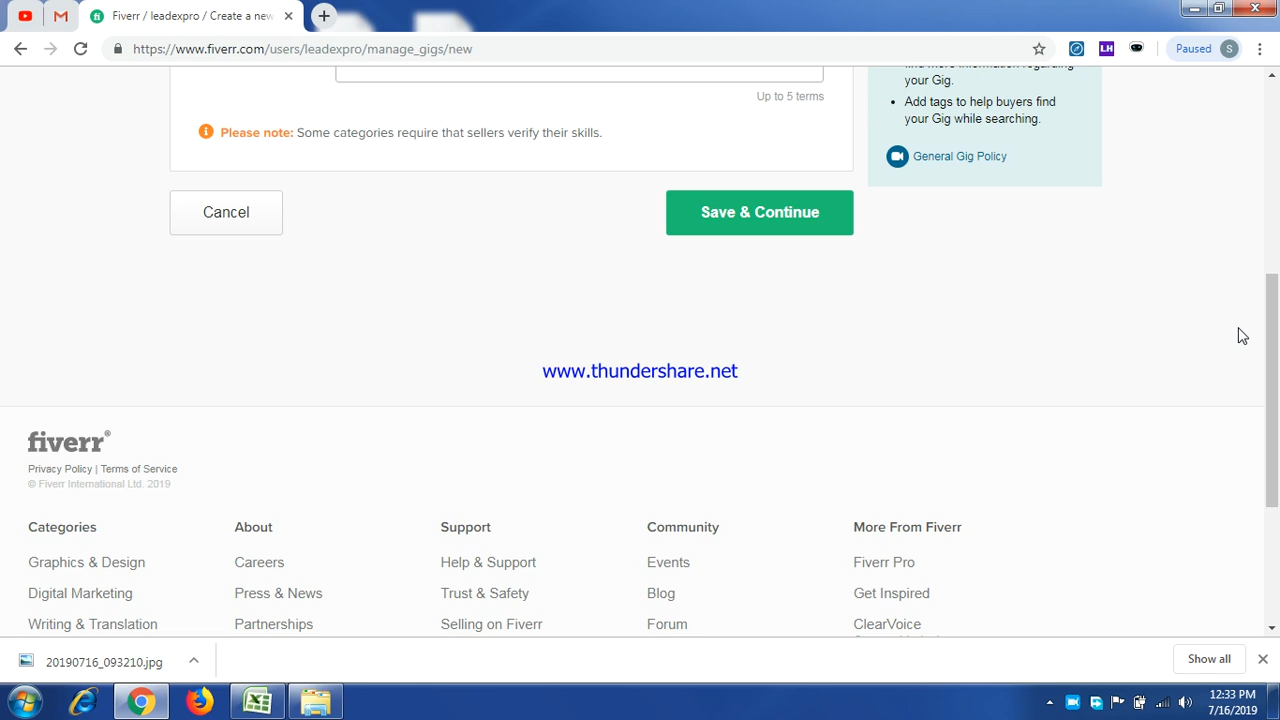 Fiverr / leadexpro / Create a new
https://www.fiverr.com/users/leadexpro/manage_gigs/new
LH
Paused
S
find more information regarding
your Gig.
Up to 5 terms
Add tags to help buyers find
your Gig while searching.
Please note: Some categories require that sellers verify their skills.
General Gig Policy
Cancel
Save & Continue
www.thundershare.net
fiverr®
Privacy Policy | Terms of Service
© Fiverr International Ltd. 2019
Categories
About
Support
Community
More From Fiverr
Graphics & Design
Careers
Help & Support
Events
Fiverr Pro
Digital Marketing
Press & News
Trust & Safety
Blog
Get Inspired
Writing & Translation
Partnerships
Selling on Fiverr
Forum
ClearVoice
20190716_093210.jpg
Show all
12:33 PM
7/16/2019